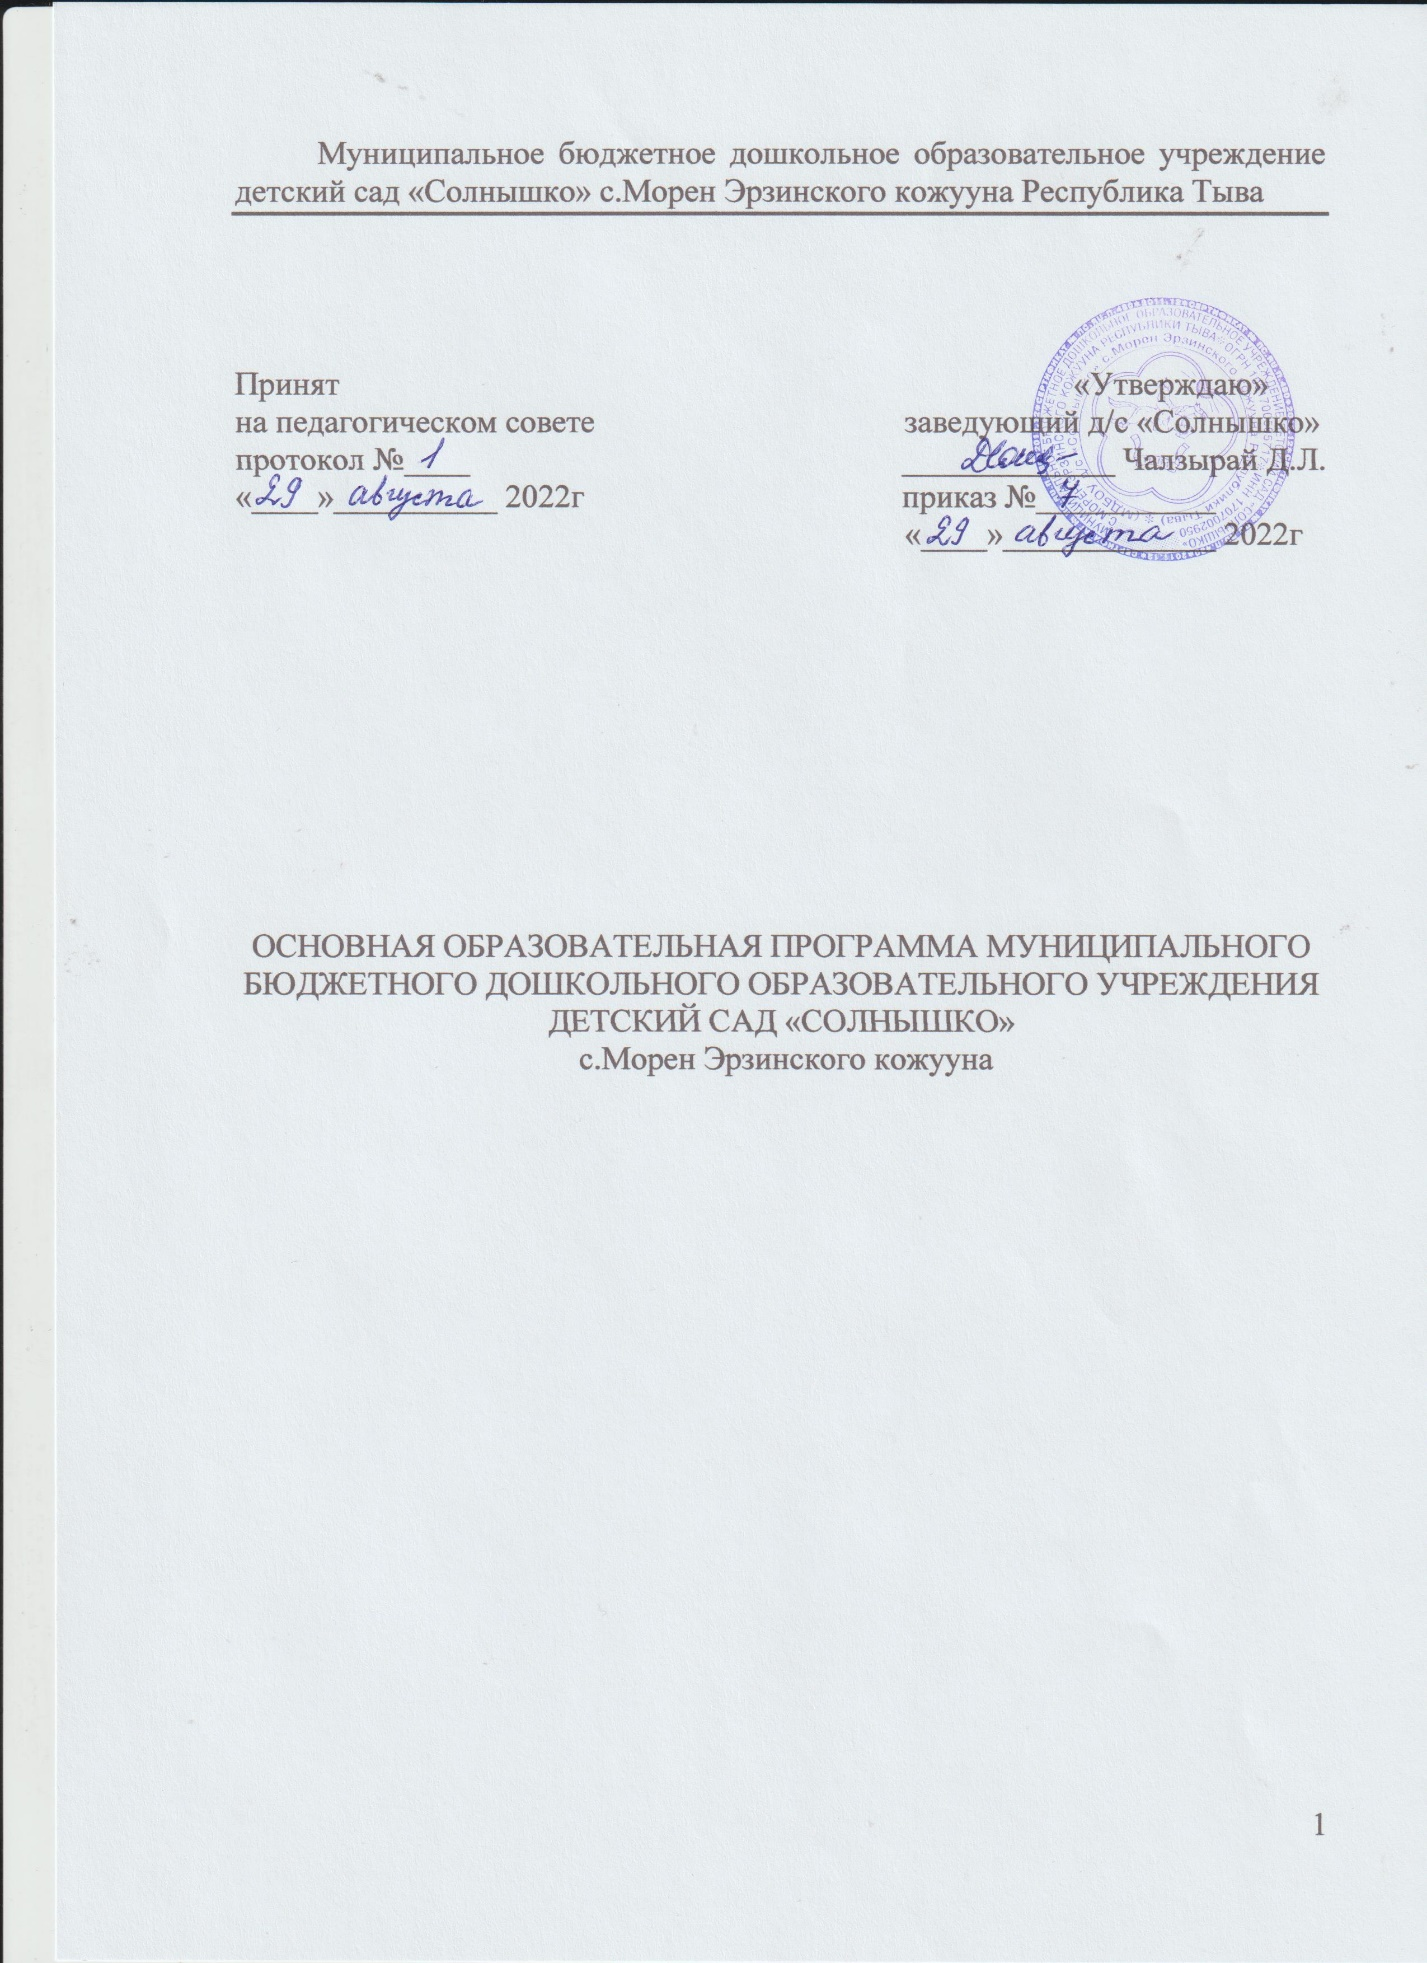 Муниципальное бюджетное дошкольное образовательное учреждение
детский сад «Солнышко» с.Морен Эрзинского кожууна Республика Тыва
Принят
на педагогическом совете
протокол № 1
«29» августа 2022г
«Утверждаю»
заведующий д/с «Солнышко»
Чалзырай Д.Л.
приказ № 7
«29» августа 2022г
ОСНОВНАЯ ОБРАЗОВАТЕЛЬНАЯ ПРОГРАММА МУНИЦИПАЛЬНОГО
БЮДЖЕТНОГО ДОШКОЛЬНОГО ОБРАЗОВАТЕЛЬНОГО УЧРЕЖДЕНИЯ
ДЕТСКИЙ САД «СОЛНЫШКО»
с.Морен Эрзинского кожууна
1